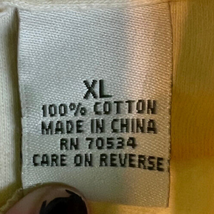 XL
100% COTTON
MADE IN CHINA
RN 70534
CARE ON REVERSE